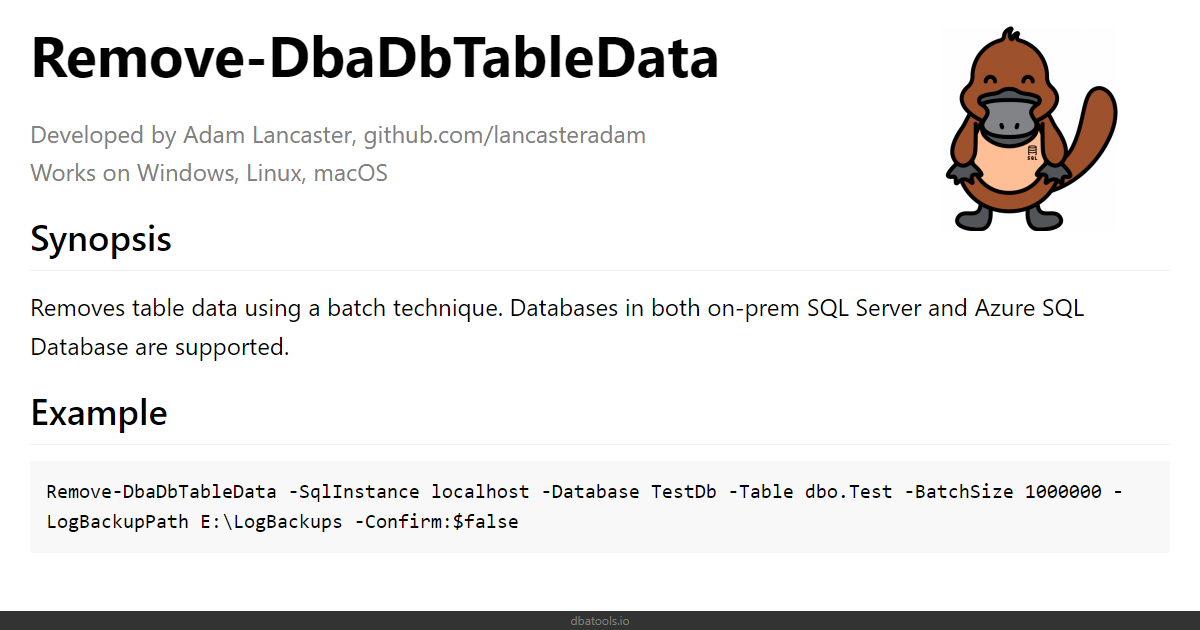 Remove-DbaDbTableData
Developed by Adam Lancaster, github.com/lancasteradam
Works on Windows, Linux, macOS
SQL
Synopsis
Removes table data using a batch technique. Databases in both on-prem SQL Server and Azure SQL
Database are supported.
Example
Remove-DbaDbTableData -SqlInstance localhost -Database TestDb -Table dbo.Test -BatchSize 1000000 -
LogBackupPath E:\LogBackups -Confirm:$false
dbatools.io